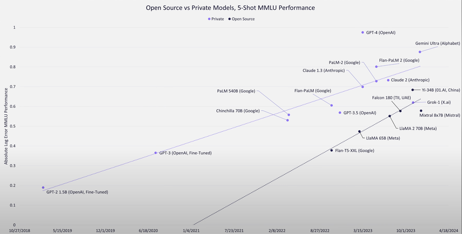 Open Source vs Private Models, 5-Shot MMLU Performance
Private
Open Source
Absolute Log Error MMLU Performance
1
0.9
0.8
0.7
0.6
0.5
0.4
0.3
0.2
0.1
0
GPT-4 (OpenAI)
Gemini Ultra (Alphabet)
PaLM-2 (Google)
Flan-PaLM 2 (Google)
Claude 1.3 (Anthropic)
Claude 2 (Anthropic)
PaLM 540B (Google)
Flan-PaLM (Google)
Yi-34B (01.AI, China)
Falcon 180 (TII, UAE)
Grok-1 (X.ai)
Chinchilla 70B (Google)
GPT-3.5 (OpenAI)
Mistral 8x7B (Mistral)
LLaMA 2 70B (Meta)
LLaMA 65B (Meta)
GPT-3 (OpenAI, Fine-Tuned)
Flan-T5-XXL (Google)
GPT-2 1.5B (OpenAI, Fine-Tuned)
10/27/2018
5/15/2019
12/1/2019
6/18/2020
1/4/2021
7/23/2021
2/8/2022
8/27/2022
3/15/2023
10/1/2023
4/18/2024